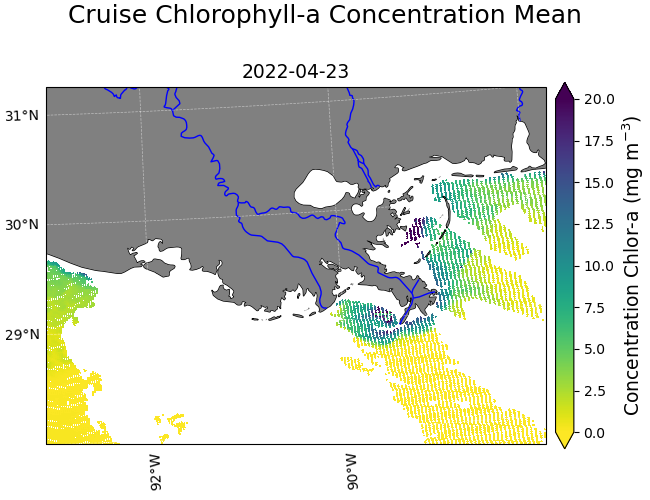 Cruise Chlorophyll-a Concentration Mean
2022-04-23
31°N
30°N
29°N
92°W
90°W
20.0
17.5
15.0
12.5
10.0
7.5
5.0
2.5
0.0
Concentration Chlor-a (mg m⁻³)